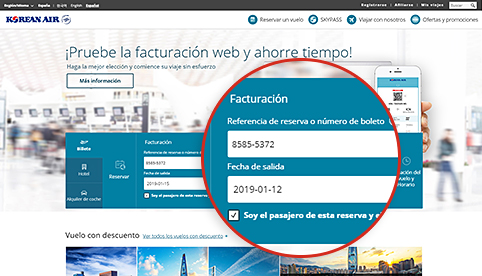 Región/Idioma España 한국어 English Español
Registrarse Afiliarse Mis viajes
KOREAN AIR
Reservar un vuelo SKYPASS Viajar con nosotros Ofertas y promociones
¡Pruebe la facturación web y ahorre tiempo!
Haga la mejor elección y comience su viaje sin esfuerzo
Más información
Billete
Hotel
Alquiler de coche
Reservar
Facturación
Referencia de reserva o número de
8585-5372
Fecha de salida
2019-01-15
Soy el pasajero de esta
Facturación
Referencia de reserva o número de boleto
8585-5372
Fecha de salida
2019-01-12
Soy el pasajero de esta reserva y
Vuelo con descuento Ver todos los vuelos con descuento